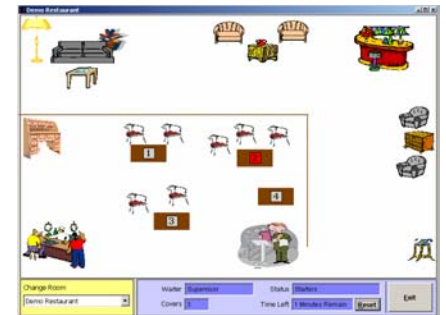 Demo Restaurant
1
2
4
3
Change Room
Demo Restaurant
Waiter Supervisor Status Starters
Covers 1 Time Left 1 Minutes Remain Reset
Exit